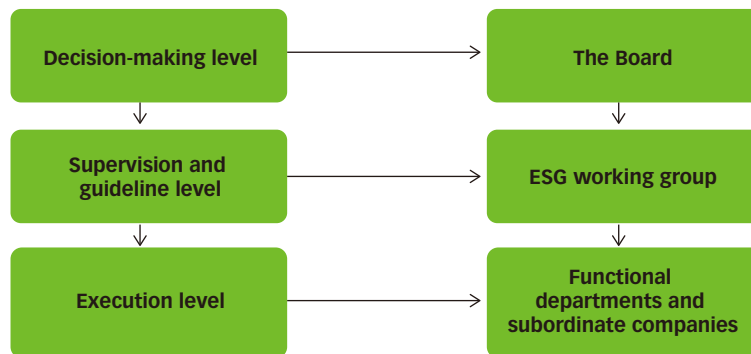 Decision-making level
The Board
Supervision and
guideline level
ESG working group
Execution level
Functional
departments and
subordinate companies